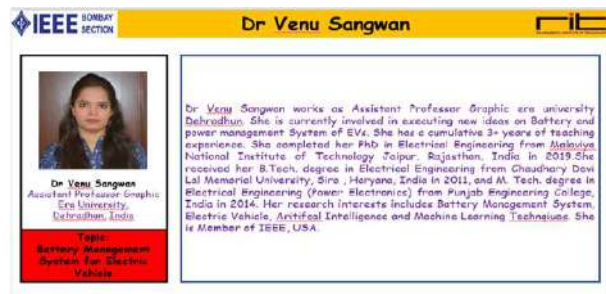 IEEE BOMBAY SECTION
Dr Venu Sangwan
rit
Dr Venu Sangwan works as Assistant Professor Graphic era university
Dehradhun. She is currently involved in executing new ideas on Battery and
power management System of EVs. She has a cumulative 3+ years of teaching
experience. She completed her PhD in Electrical Engineering from Malaviya
National Institute of Technology Jaipur, Rajasthan, India in 2019.She
received her B.Tech. degree in Electrical Engineering from Chaudhary Devi
Lal Memorial University, Sirs , Haryana, India in 2011, and M. Tech. degree in
Electrical Engineering (Power Electronics) from Punjab Engineering College,
India in 2014. Her research interests includes Battery Management System,
Electric Vehicle, Aritifcal Intelligence and Machine Learning Technique. She
is Member of IEEE, USA.
Dr Venu Sangwan
Assistant Professor Graphic
Era University,
Dehradhun, India
Topic:
Battery Management
System for Electric
Vehicle